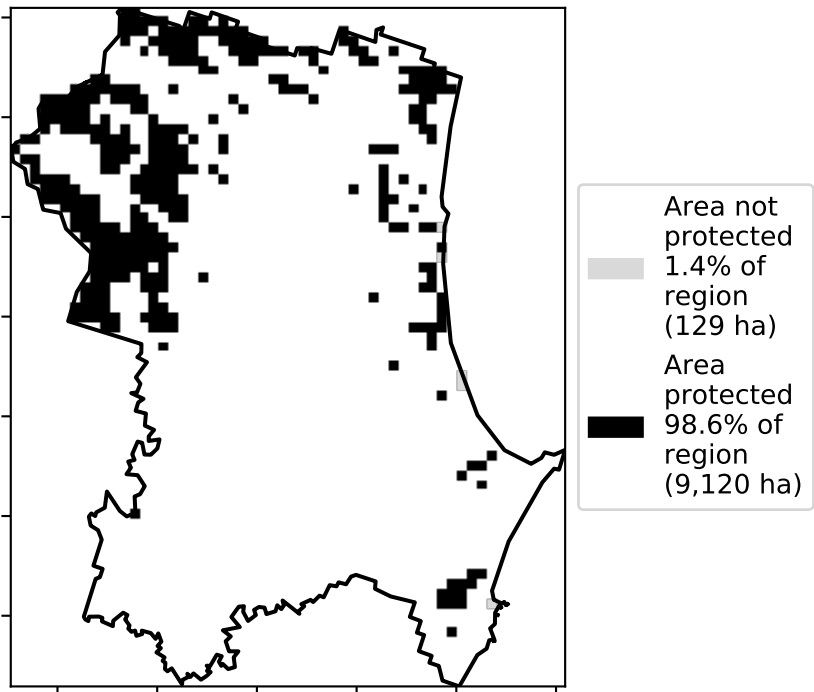 Area not
protected
1.4% of
region
(129 ha)
Area
protected
98.6% of
region
(9,120 ha)